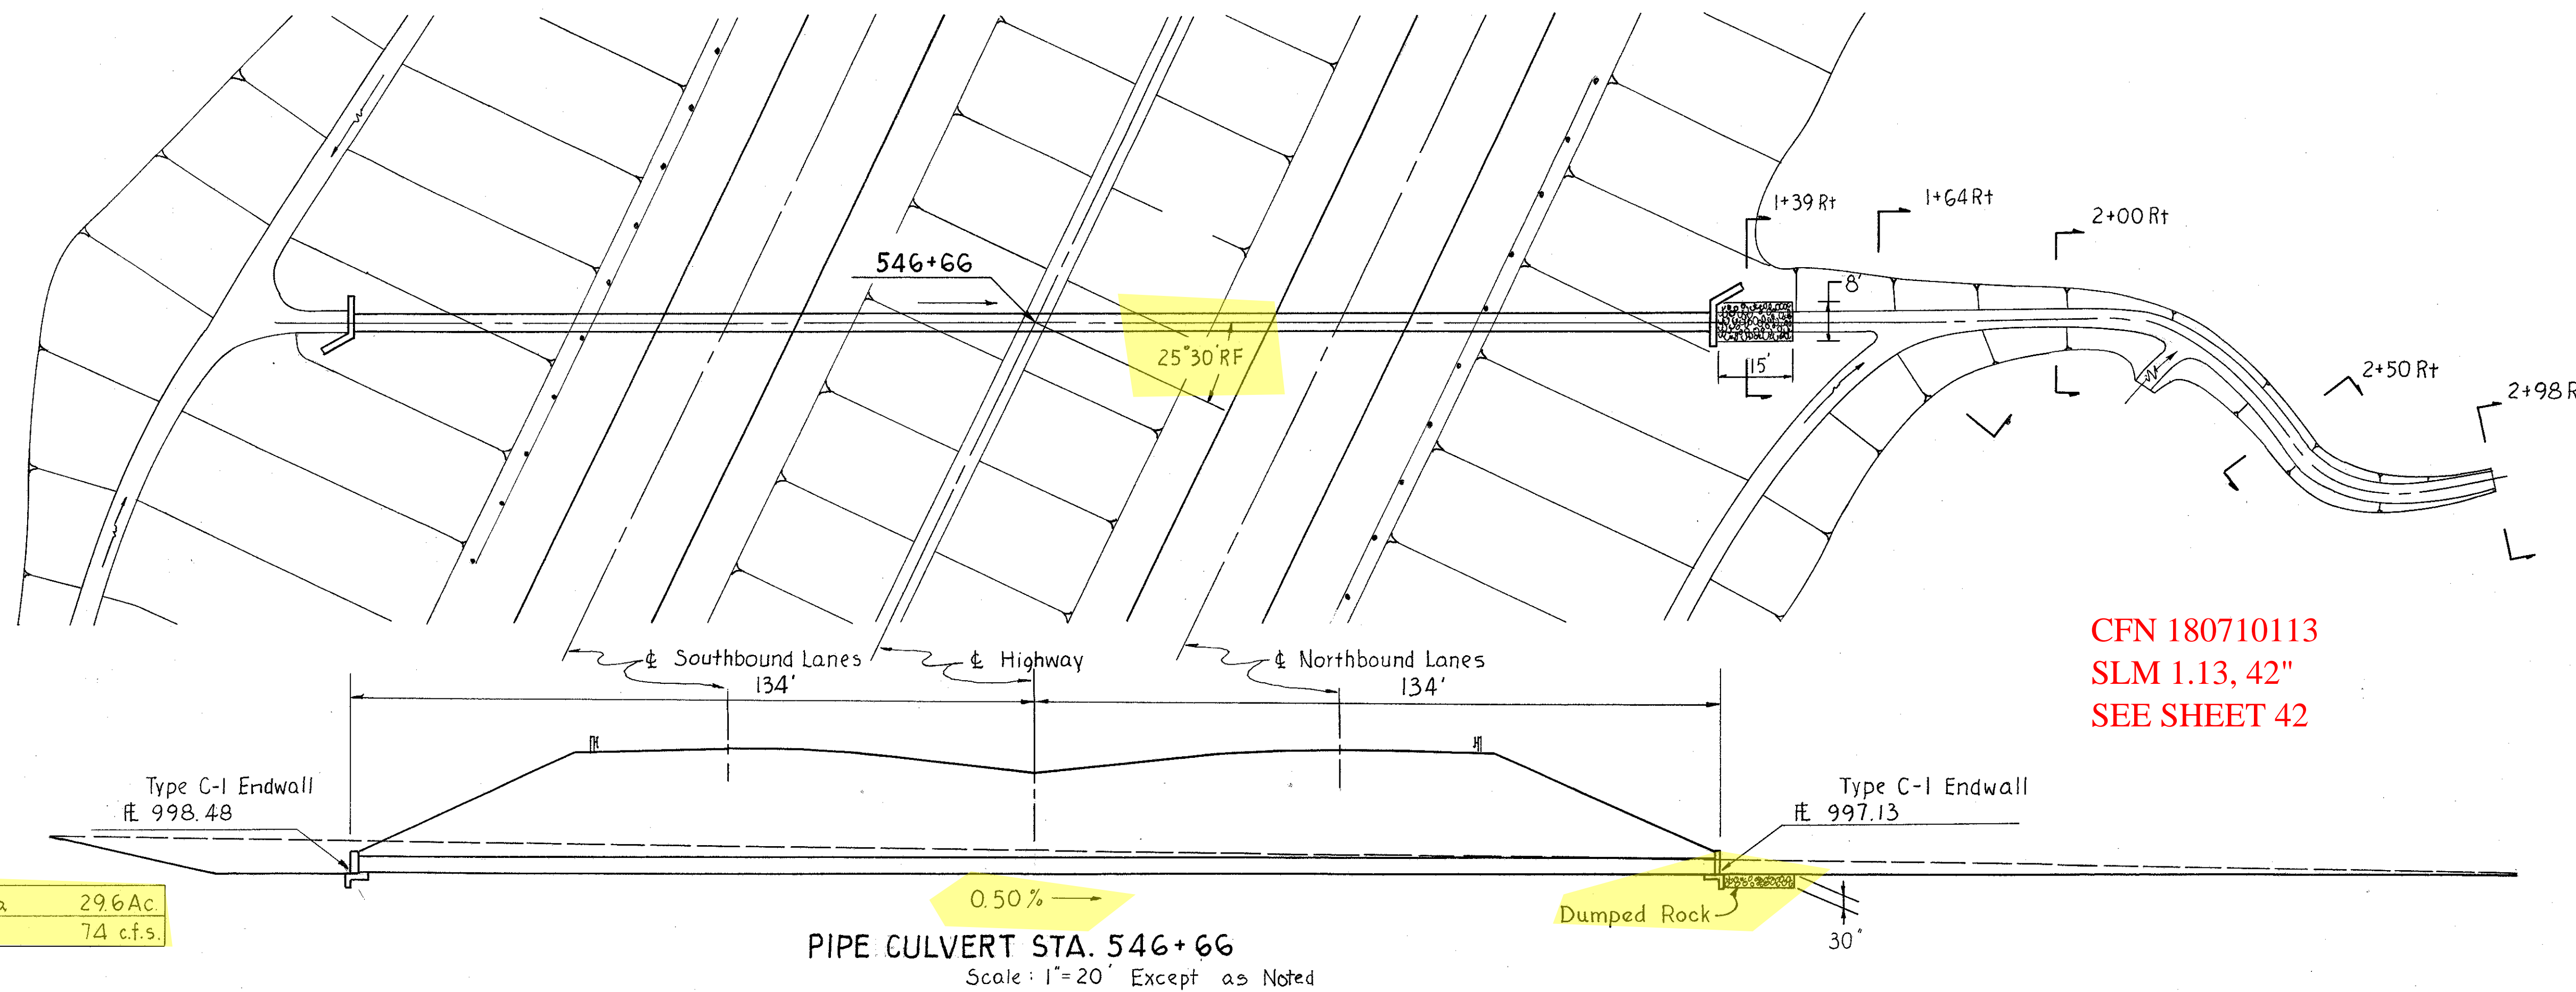 1+39 Rt
1+64 Rt
2+00 Rt
546+66
8'
25°30' RF
15'
2+50 Rt
2+98 R
CFN 180710113
SLM 1.13, 42"
SEE SHEET 42
℄ Southbound Lanes
℄ Highway
℄ Northbound Lanes
134'
134'
Type C-1 Endwall
℄ 998.48
Type C-1 Endwall
997.13
29.6 Ac.
74 c.f.s.
0.50%
Dumped Rock
30"
PIPE CULVERT STA. 546+66
Scale: 1"=20' Except as Noted